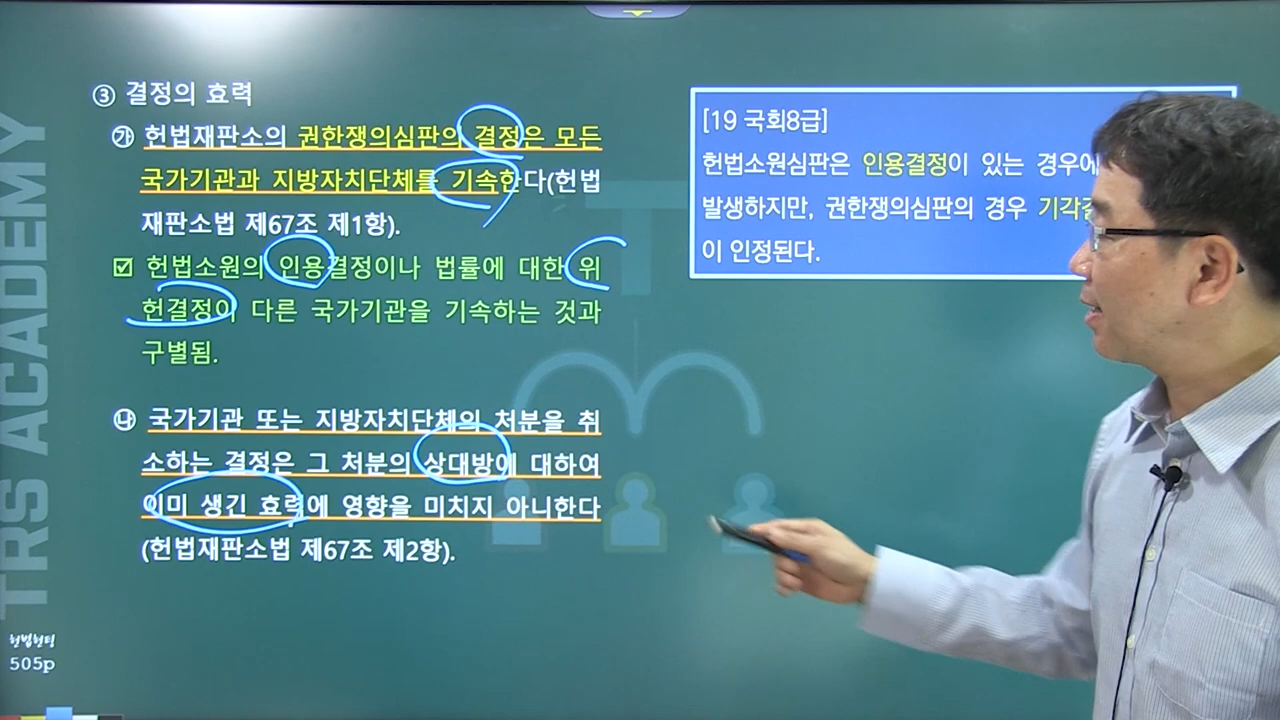 ③ 결정의 효력
㉮ 헌법재판소의 권한쟁의심판의 결정은 모든
국가기관과 지방자치단체를 기속한다(헌법
재판소법 제67조 제1항).
☑ 헌법소원의 인용결정이나 법률에 대한 위
헌결정이 다른 국가기관을 기속하는 것과
구별됨.
㉯ 국가기관 또는 지방자치단체의 처분을 취
소하는 결정은 그 처분의 상대방에 대하여
이미 생긴 효력에 영향을 미치지 아니한다
(헌법재판소법 제67조 제2항).
[19 국회8급]
헌법소원심판은 인용결정이 있는 경우에
발생하지만, 권한쟁의심판의 경우
이 인정된다.
TRS ACADEMY
헌법헌터
505p